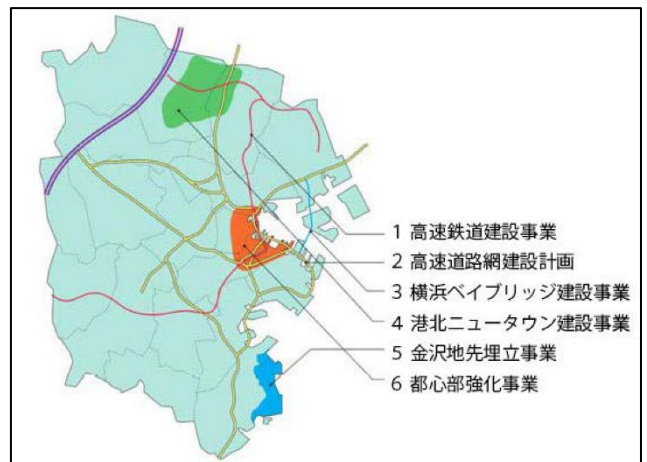 1 高速鉄道建設事業
2 高速道路網建設計画
3 横浜ベイブリッジ建設事業
4 港北ニュータウン建設事業
5 金沢地先埋立事業
6 都心部強化事業